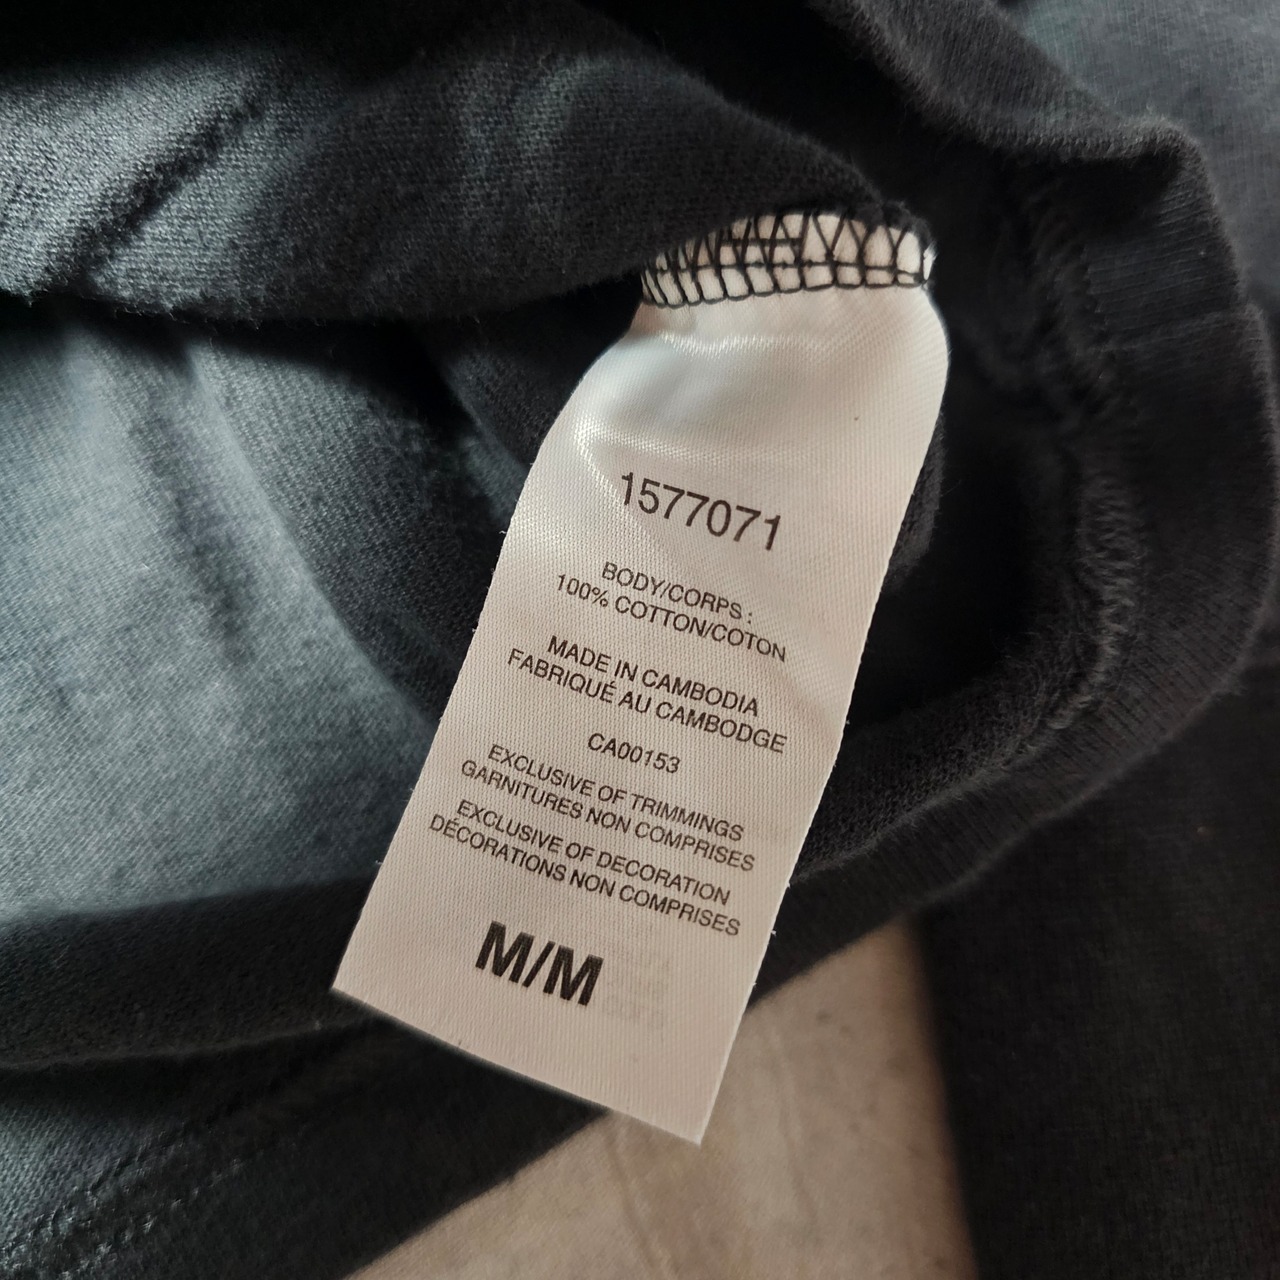 1577071
BODY/CORPS :
100% COTTON/COTON
MADE IN CAMBODIA
FABRIQUÉ AU CAMBODGE
CA00153
EXCLUSIVE OF TRIMMINGS
GARNITURES NON COMPRISES
EXCLUSIVE OF DECORATION
DÉCORATIONS NON COMPRISES
M/M